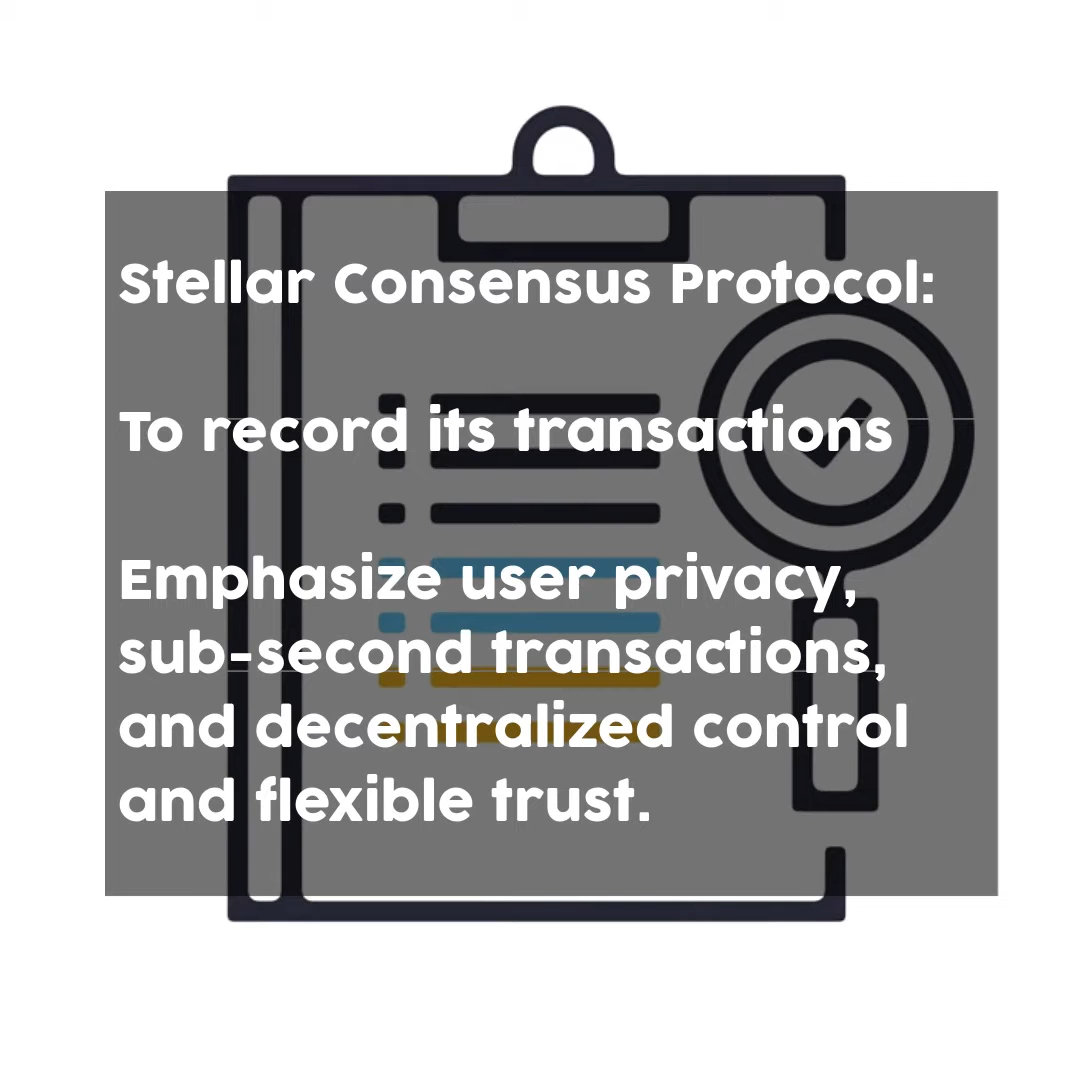 Stellar Consensus Protocol:
To record its transactions
Emphasize user privacy,
sub-second transactions,
and decentralized control
and flexible trust.